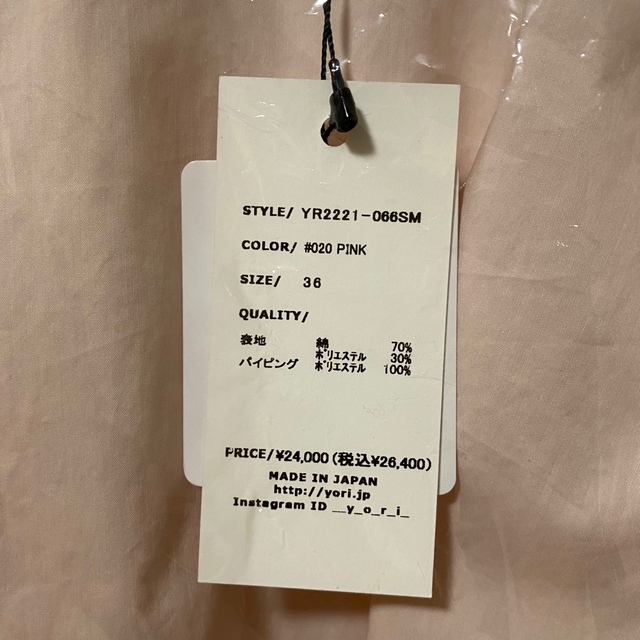 STYLE/ YR2221-066SM
COLOR/ #020 PINK
SIZE/ 36
QUALITY/
表地 綿 70%
ポリエステル 30%
パイピング ポリエステル 100%
PRICE/¥24,000(税込¥26,400)
MADE IN JAPAN
http://yori.jp
Instagram ID __y_o_r_i_